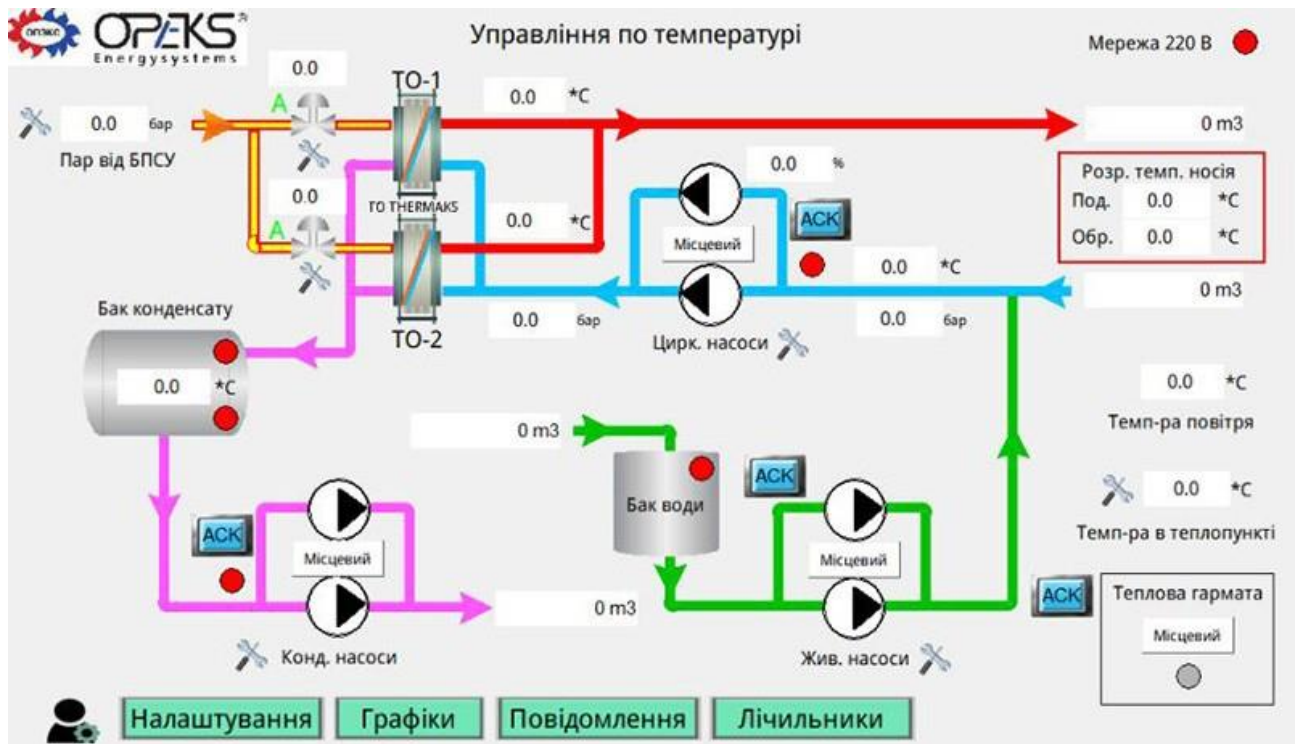 опэкс
OPEKS
Energysystems
Управління по температурі
Мережа 220 В
0.0
ТО-1
0.0 *C
А
0.0 бар
0 m3
Пар від БПСУ
0.0 %
Розр. темп. носія
Под. 0.0 *C
Обр. 0.0 *C
0.0
ТО THERMAKS
0.0 *C
АСК
Місцевий
А
0.0 *C
0 m3
Бак конденсату
0.0 бар
0.0 бар
ТО-2
Цирк. насоси
0.0 *C
0.0 *C
Темп-ра повітря
0 m3
АСК
Бак води
0.0 *C
Темп-ра в теплопункті
АСК
Місцевий
Місцевий
АСК
Теплова гармата
Місцевий
0 m3
Конд. насоси
Жив. насоси
Налаштування
Графіки
Повідомлення
Лічильники